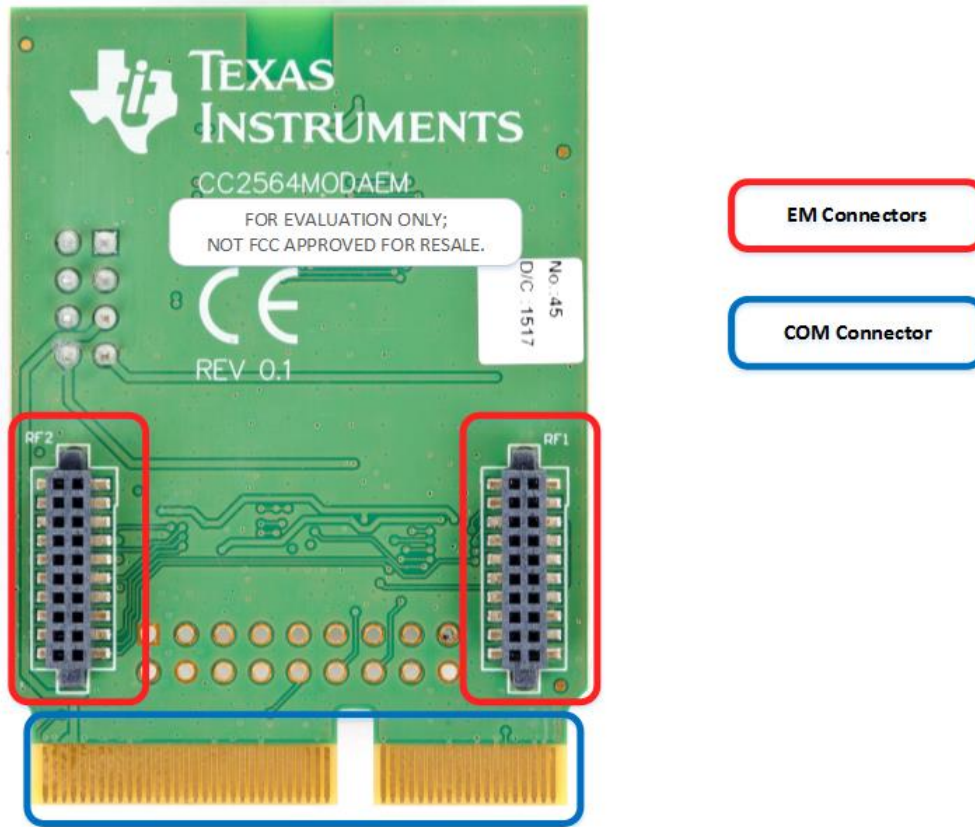 TEXAS
INSTRUMENTS
CC2564MODAEM
FOR EVALUATION ONLY;
NOT FCC APPROVED FOR RESALE.
No.:45
D/C :1517
CE
REV 0.1
RF2
RF1
EM Connectors
COM Connector